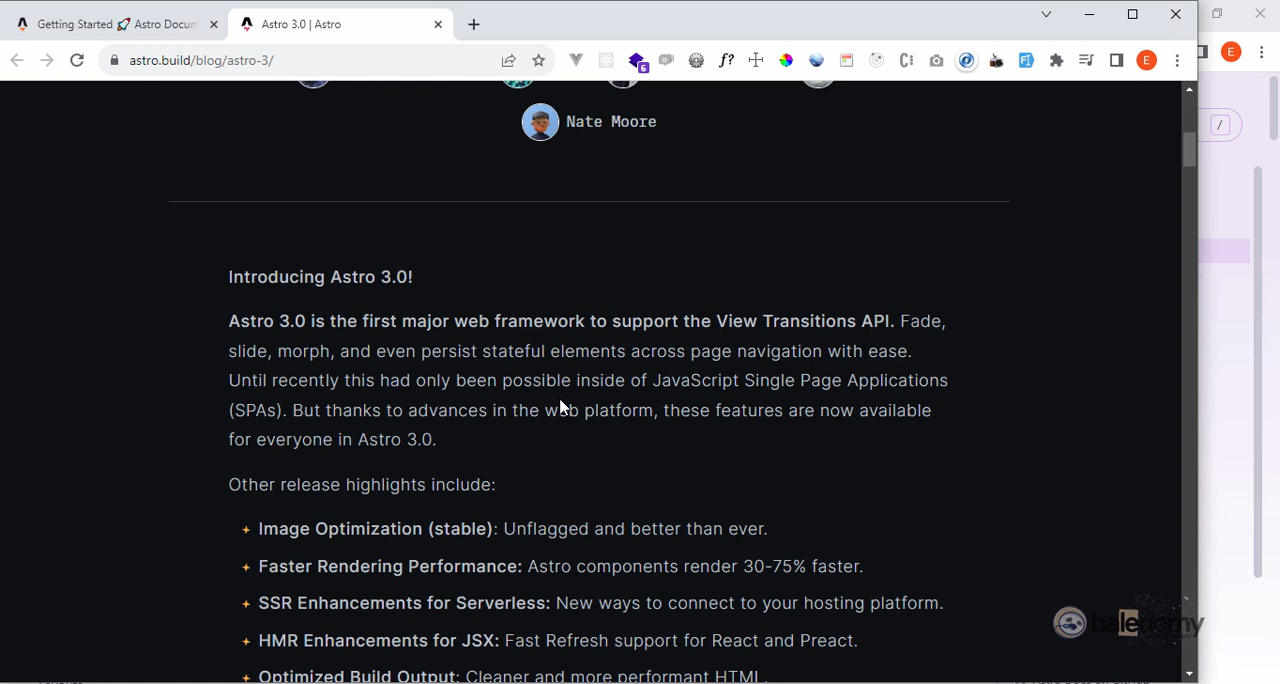 Getting Started 🚀 Astro Docum
Astro 3.0 | Astro
astro.build/blog/astro-3/
6
f?
E
E
/
Nate Moore
Introducing Astro 3.0!
Astro 3.0 is the first major web framework to support the View Transitions API. Fade,
slide, morph, and even persist stateful elements across page navigation with ease.
Until recently this had only been possible inside of JavaScript Single Page Applications
(SPAs). But thanks to advances in the web platform, these features are now available
for everyone in Astro 3.0.
Other release highlights include:
Image Optimization (stable): Unflagged and better than ever.
Faster Rendering Performance: Astro components render 30-75% faster.
SSR Enhancements for Serverless: New ways to connect to your hosting platform.
HMR Enhancements for JSX: Fast Refresh support for React and Preact.
Optimized Build Output: Cleaner and more performant HTML.